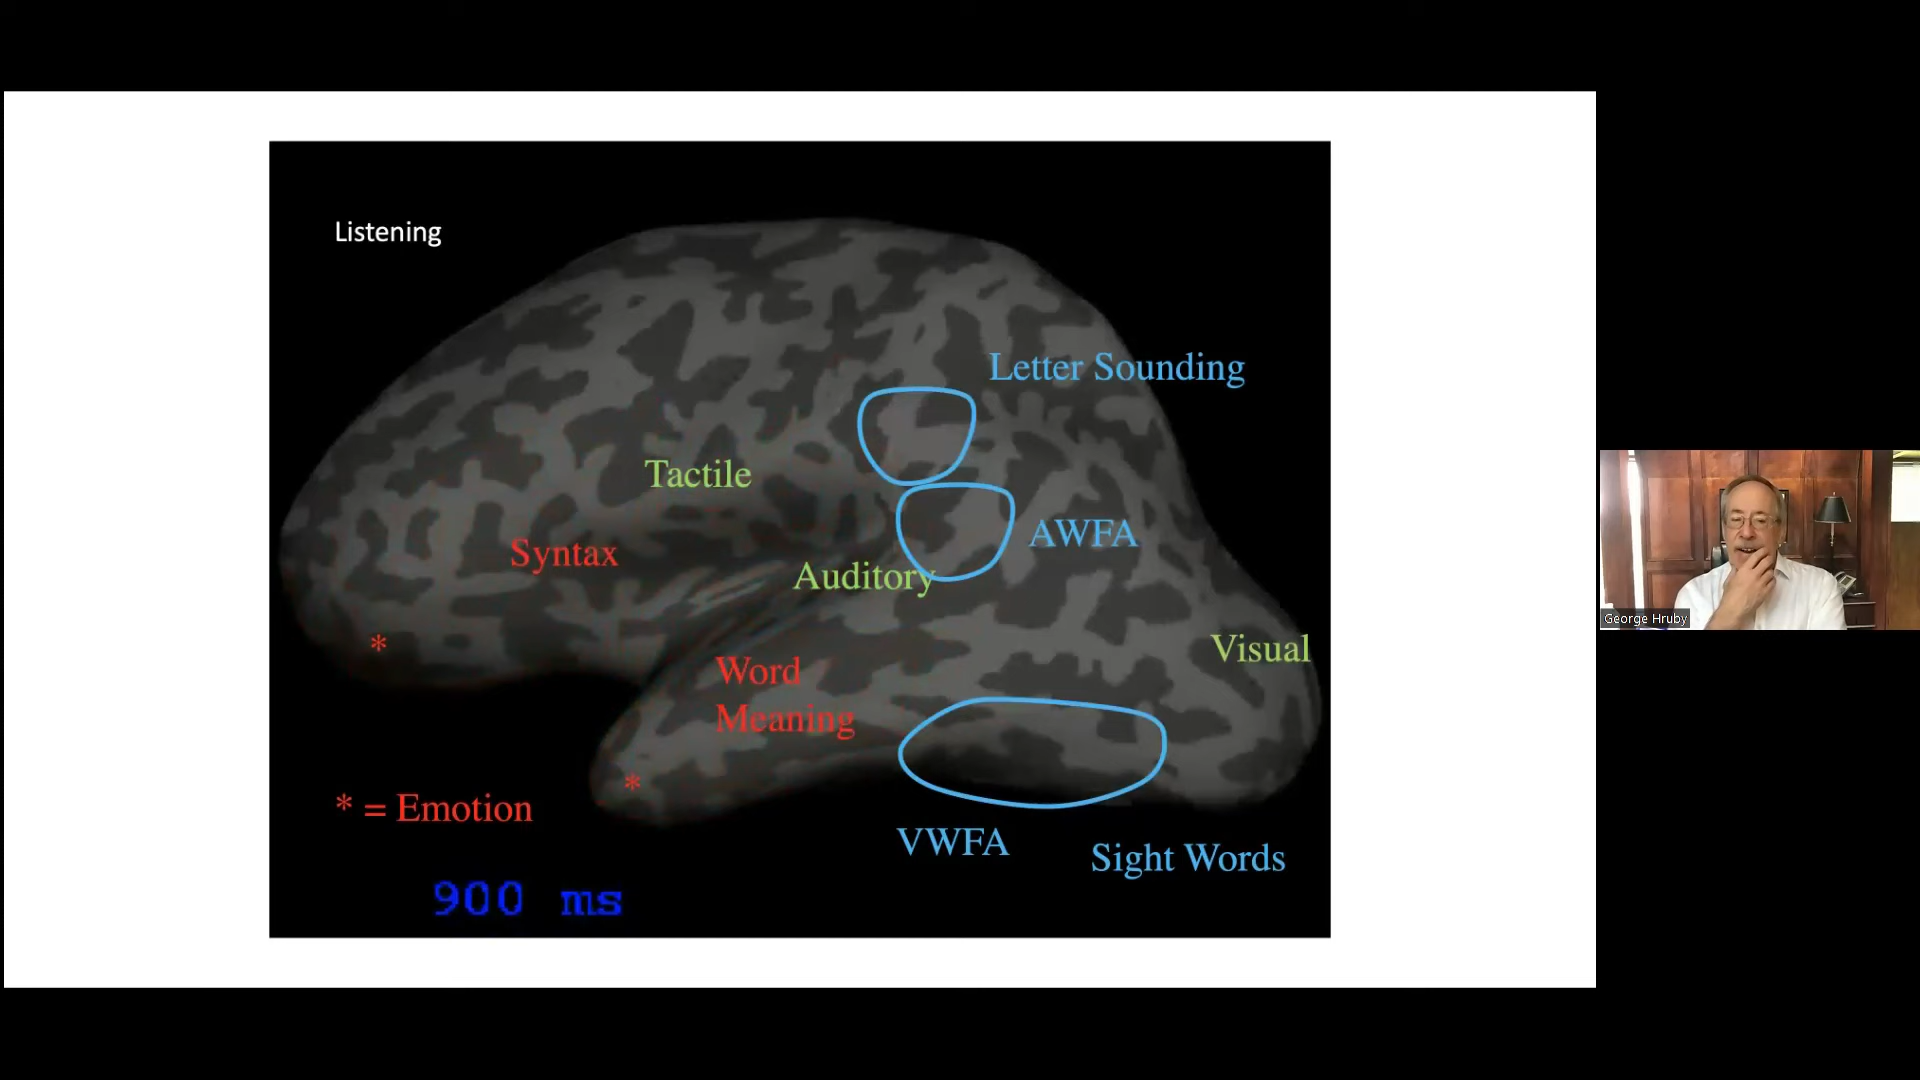 Listening
Letter Sounding
Tactile
AWFA
Syntax
Auditory
Visual
*
Word
Meaning
*
* = Emotion
VWFA
Sight Words
900 ms
George Hruby